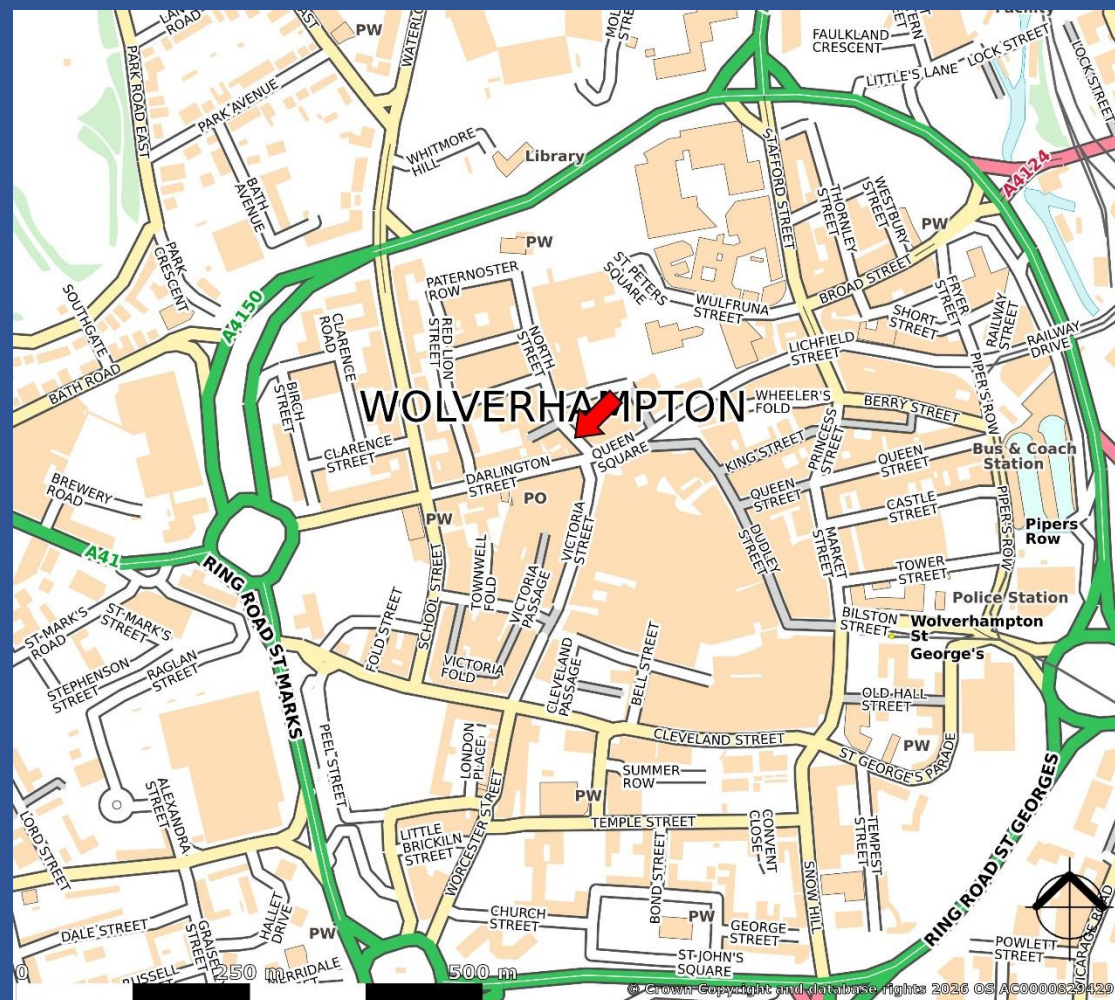 PARK ROAD EAST
PW
WATERLO
FAULKLAND
CRESCENT
LITTLE'S LANE
LOCK STREET
LOCK STREET
PARK AVENUE
BATH
AVENUE
WHITMORE
HILL
Library
A4124
STAFFORD STREET
THORNLEY
STREET
WESTBURY
STREET
PW
PARK
CRESCENT
PW
PATERNOSTER
ROW
ST PETERS
SQUARE
WULFRUNA
STREET
BROAD STREET
FRYER
STREET
SHORT
STREET
RAILWAY
STREET
RAILWAY
DRIVE
SOUTHGATE
A4150
BATH ROAD
CLARENCE
ROAD
RED LION
STREET
NORTH
STREET
LICHFIELD
STREET
PIPER'S ROW
BIRCH
STREET
WOLVERHAMPTON
WHEELER'S
FOLD
BERRY STREET
CLARENCE
STREET
DARLINGTON
STREET
QUEEN
SQUARE
KING STREET
PRINCESS
STREET
QUEEN
STREET
Bus & Coach
Station
BREWERY
ROAD
PO
PW
QUEEN
STREET
CASTLE
STREET
PIPER'S ROW
Pipers
Row
A41
RING ROAD ST MARKS
SCHOOL STREET
TOWNWELL
FOLD
VICTORIA
PASSAGE
VICTORIA
STREET
DUDLEY
STREET
MARKET
STREET
TOWER
STREET
Police Station
BILSTON
STREET
Wolverhampton
St
George's
ST-MARK'S
ROAD
ST-MARK'S
STREET
STEPHENSON
STREET
RAGLAN
STREET
FOLD STREET
VICTORIA
FOLD
CLEVELAND
PASSAGE
BELL STREET
OLD HALL
STREET
PW
CLEVELAND STREET
ST GEORGE'S PARADE
PEEL STREET
LONDON
PLACE
SUMMER
ROW
PW
ALEXANDRA
STREET
LORD STREET
LITTLE
BRICKILN
STREET
WORCESTER STREET
TEMPLE STREET
CONVENT
CLOSE
TEMPEST
STREET
SNOW HILL
BOND STREET
RING ROAD ST GEORGES
DALE STREET
HALLET
DRIVE
PW
CHURCH
STREET
PW
GEORGE
STREET
ST-JOHN'S
SQUARE
POWLETT
STREET
0
250 m
500 m
© Crown Copyright and database rights 2026 OS AC0000829429